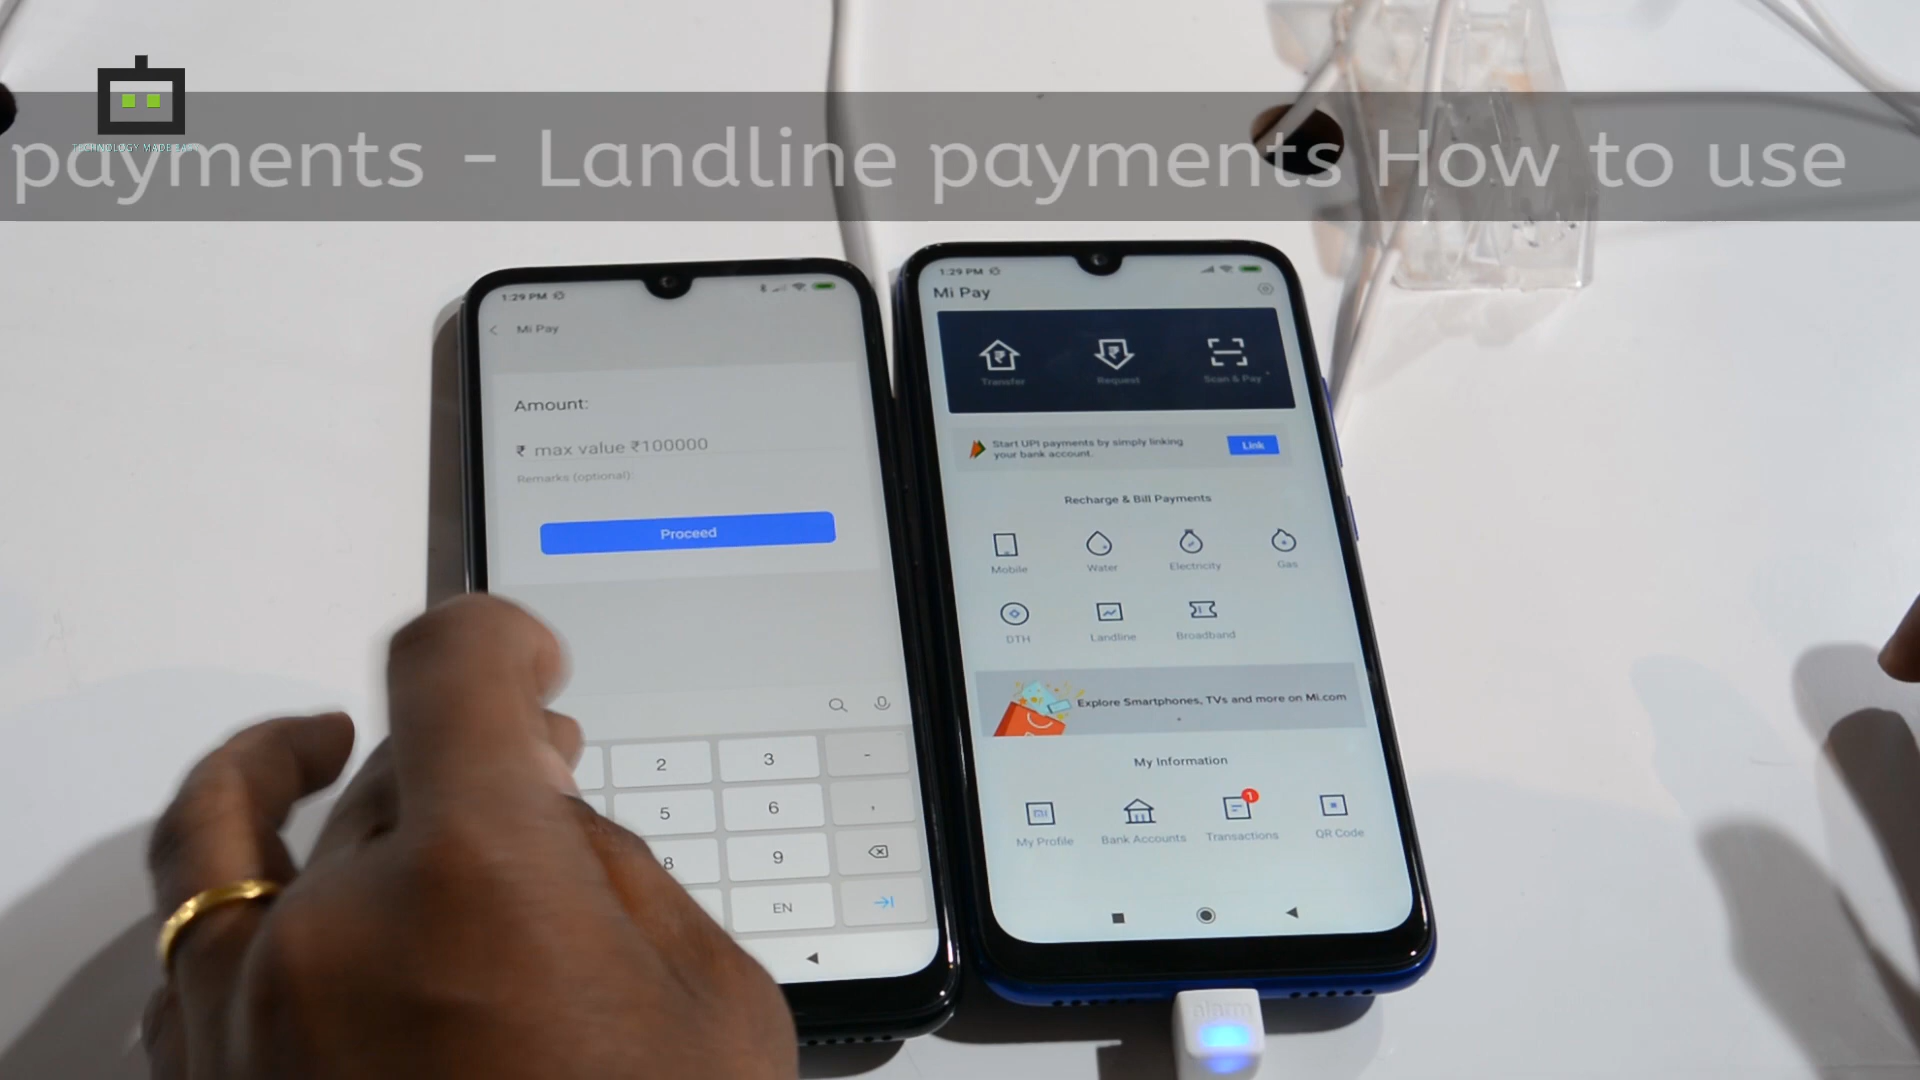 TECHNOLOGY MADE EASY
payments - Landline payments How to use
1:29 PM
Mi Pay
Amount:
₹ max value ₹100000
Remarks (optional)
Proceed
2 3 -
5 6 ,
8 9
EN
1:29 PM
Mi Pay
Transfer Request Scan & Pay
Start UPI payments by simply linking
your bank account.
Link
Recharge & Bill Payments
Mobile Water Electricity Gas
DTH Landline Broadband
Explore Smartphones, TVs and more on Mi.com
My Information
mi 1
My Profile Bank Accounts Transactions QR Code
alarm